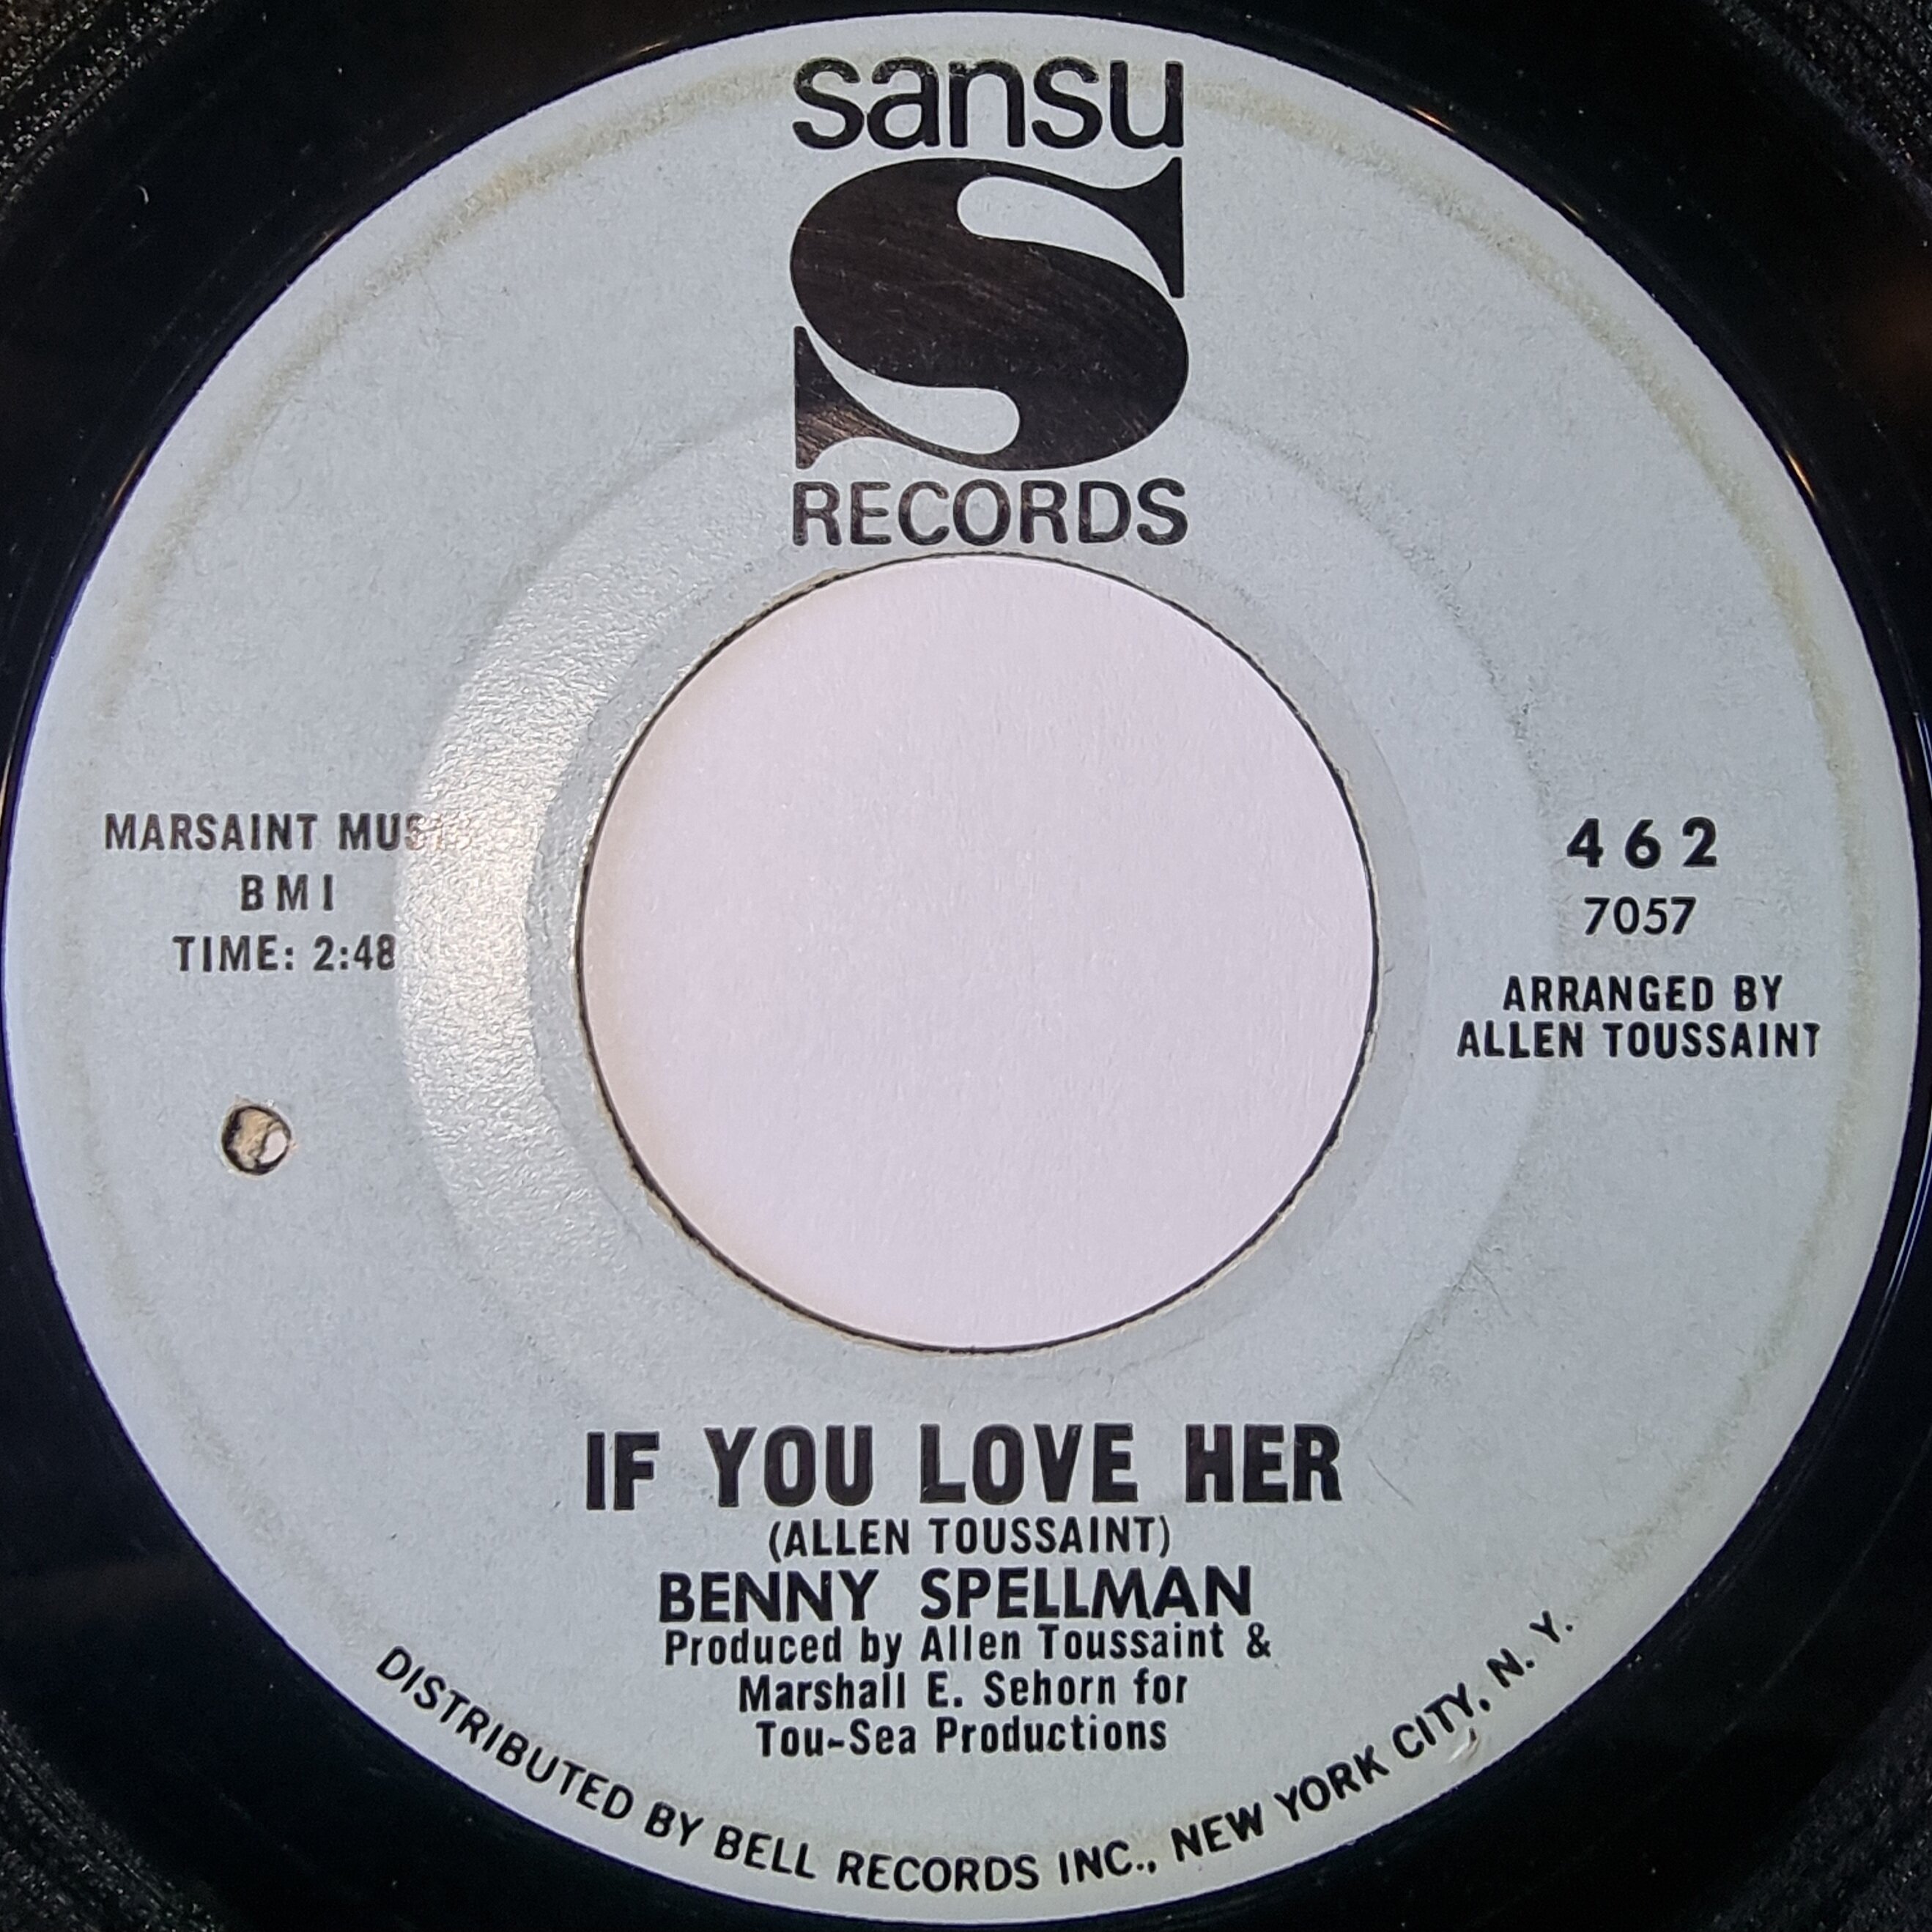 sansu
S
RECORDS
MARSAINT MUSIC
BMI
TIME: 2:48
462
7057
ARRANGED BY
ALLEN TOUSSAINT
IF YOU LOVE HER
(ALLEN TOUSSAINT)
BENNY SPELLMAN
Produced by Allen Toussaint &
Marshall E. Sehorn for
Tou-Sea Productions
DISTRIBUTED BY BELL RECORDS INC., NEW YORK CITY, N. Y.